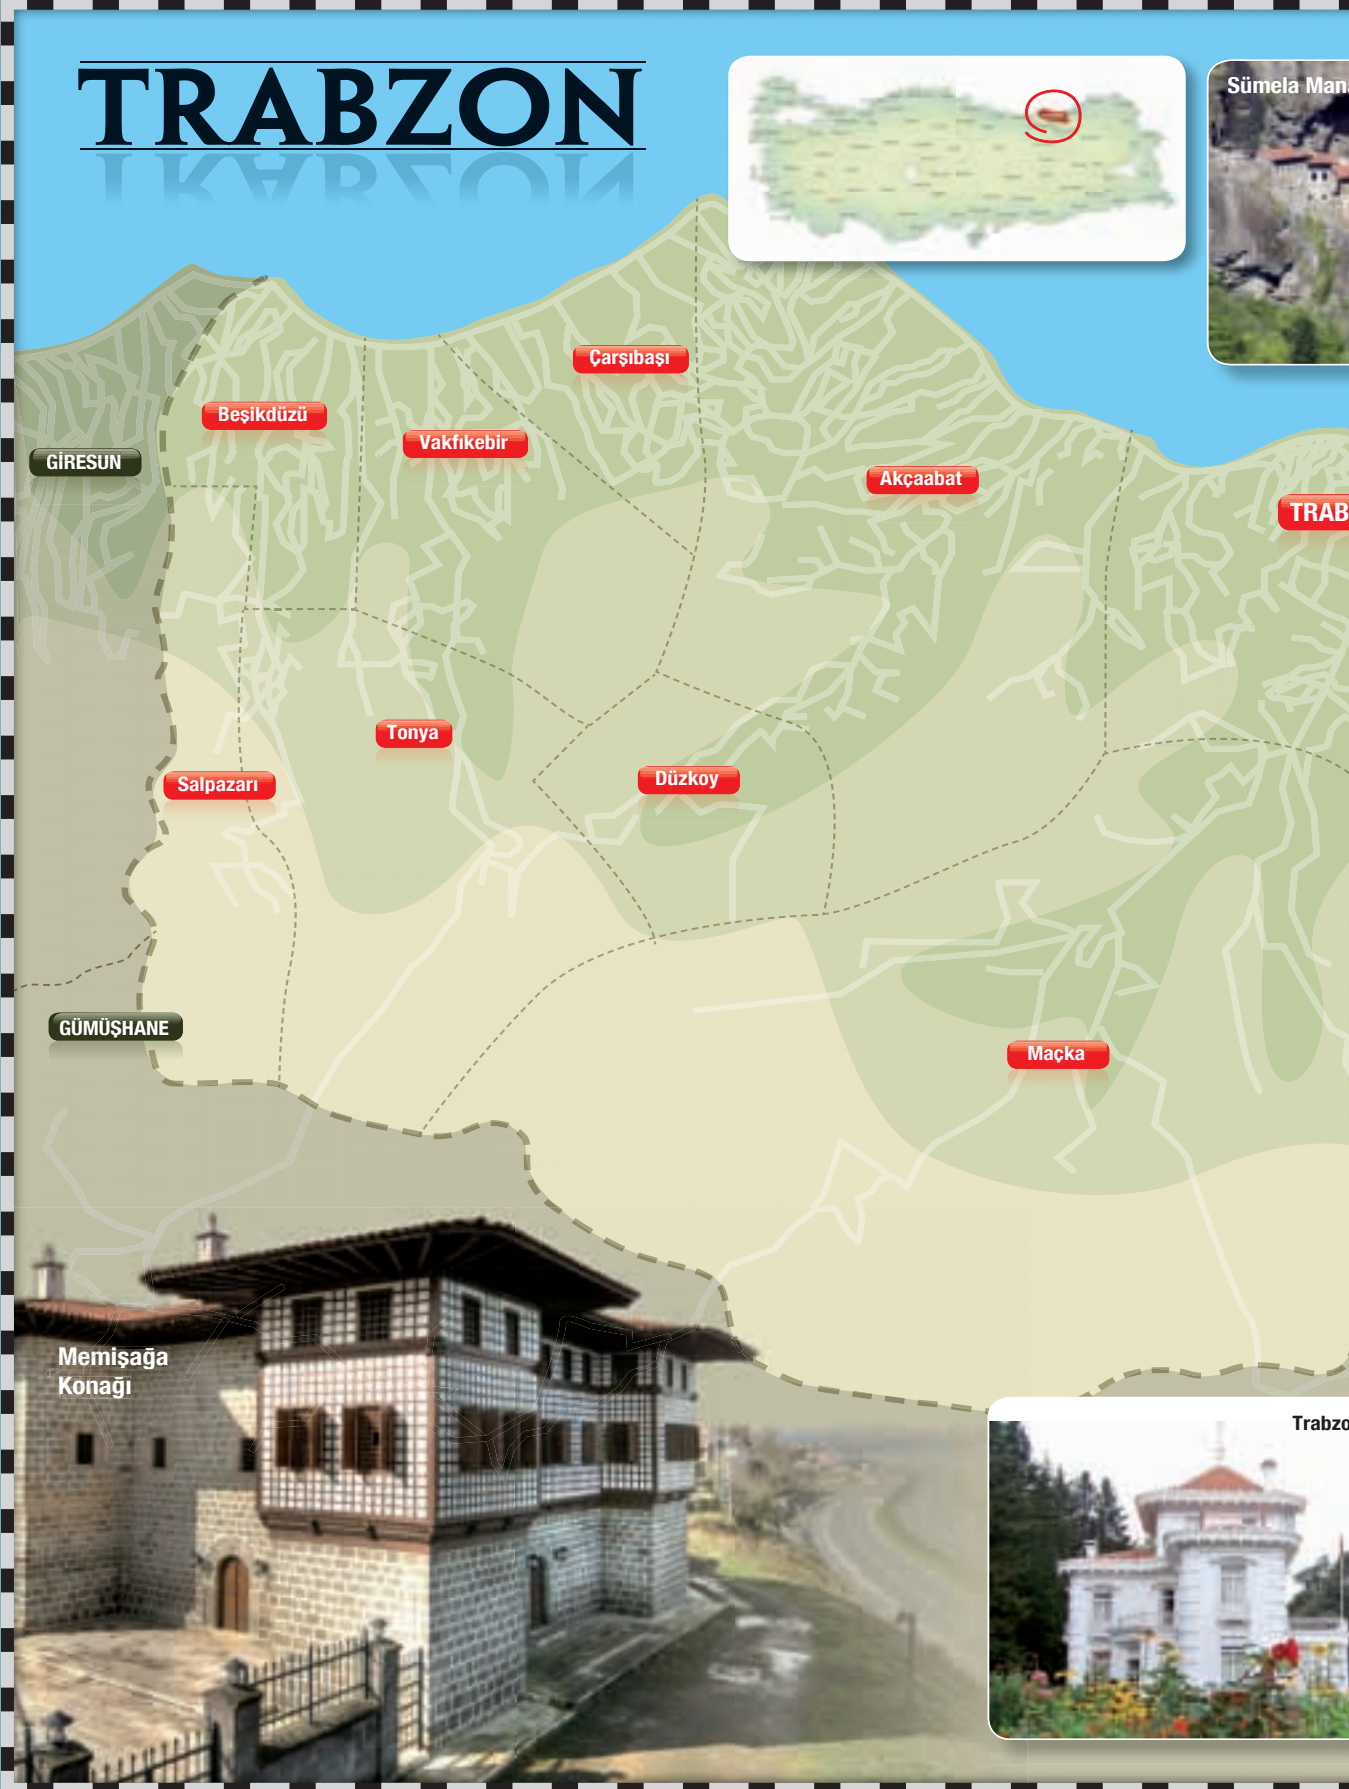 TRABZON
Sümela Mana
Çarşıbaşı
Beşikdüzü
Vakfıkebir
GİRESUN
Akçaabat
TRAB
Tonya
Salpazarı
Düzkoy
GÜMÜŞHANE
Maçka
Memişağa
Konağı
Trabzo